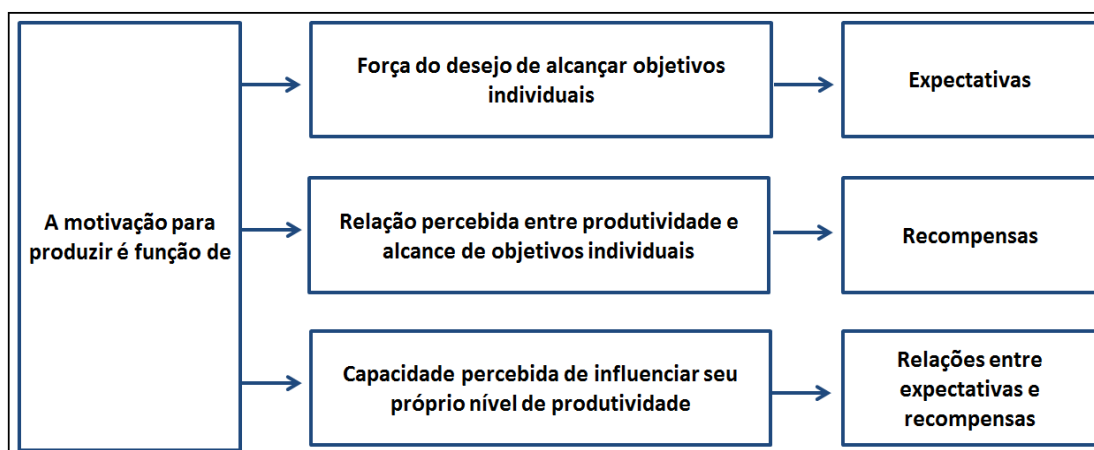 A motivação para
produzir é função de
Força do desejo de alcançar objetivos
individuais
Expectativas
Relação percebida entre produtividade e
alcance de objetivos individuais
Recompensas
Capacidade percebida de influenciar seu
próprio nível de produtividade
Relações entre
expectativas e
recompensas